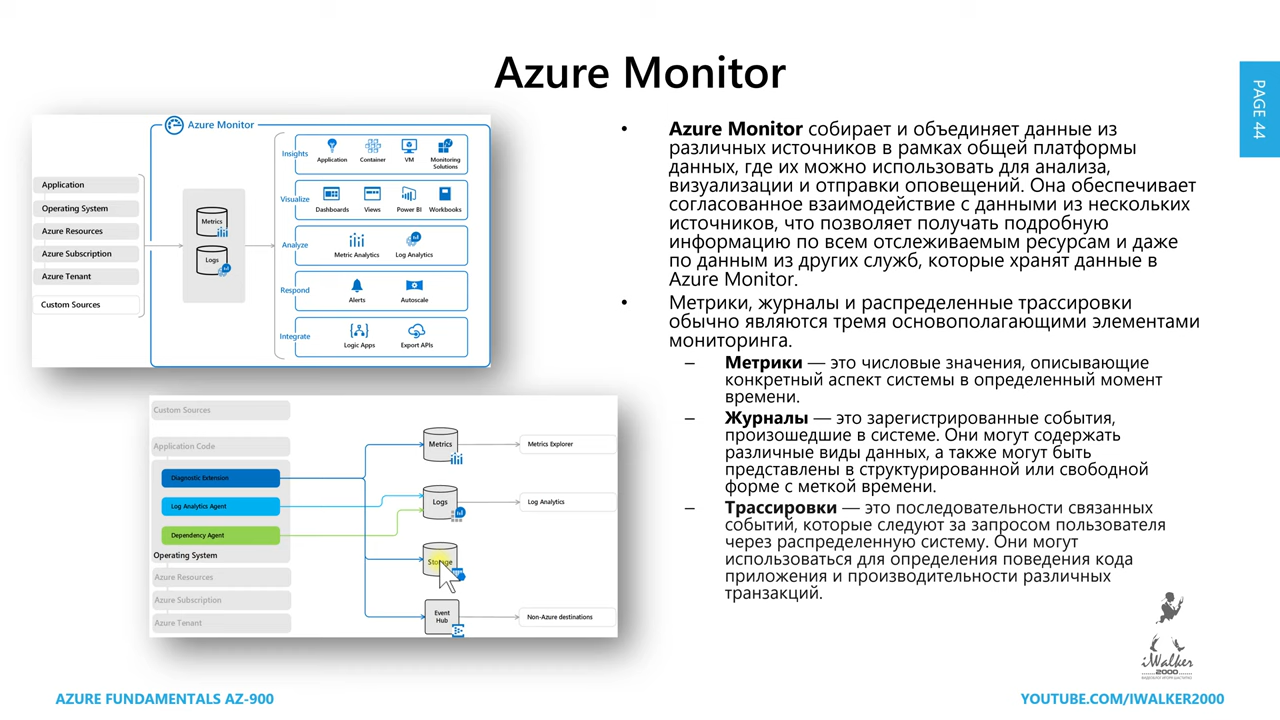 Azure Monitor
PAGE 44
Azure Monitor
Application
Operating System
Azure Resources
Azure Subscription
Azure Tenant
Custom Sources
Metrics
Logs
Insights
Application
Container
VM
Monitoring
Solutions
Visualize
Dashboards
Views
Power BI
Workbooks
Analyze
Metric Analytics
Log Analytics
Respond
Alerts
Autoscale
Integrate
Logic Apps
Export APIs
Custom Sources
Application Code
Diagnostic Extension
Log Analytics Agent
Dependency Agent
Operating System
Azure Resources
Azure Subscription
Azure Tenant
Metrics
Metrics Explorer
Logs
Log Analytics
Storage
Event
Hub
Non-Azure destinations
• Azure Monitor собирает и объединяет данные из
различных источников в рамках общей платформы
данных, где их можно использовать для анализа,
визуализации и отправки оповещений. Она обеспечивает
согласованное взаимодействие с данными из нескольких
источников, что позволяет получать подробную
информацию по всем отслеживаемым ресурсам и даже
по данным из других служб, которые хранят данные в
Azure Monitor.
• Метрики, журналы и распределенные трассировки
обычно являются тремя основополагающими элементами
мониторинга.
– Метрики — это числовые значения, описывающие
конкретный аспект системы в определенный момент
времени.
– Журналы — это зарегистрированные события,
произошедшие в системе. Они могут содержать
различные виды данных, а также могут быть
представлены в структурированной или свободной
форме с меткой времени.
– Трассировки — это последовательности связанных
событий, которые следуют за запросом пользователя
через распределенную систему. Они могут
использоваться для определения поведения кода
приложения и производительности различных
транзакций.
iWalker
2000
AZURE FUNDAMENTALS AZ-900
YOUTUBE.COM/IWALKER2000